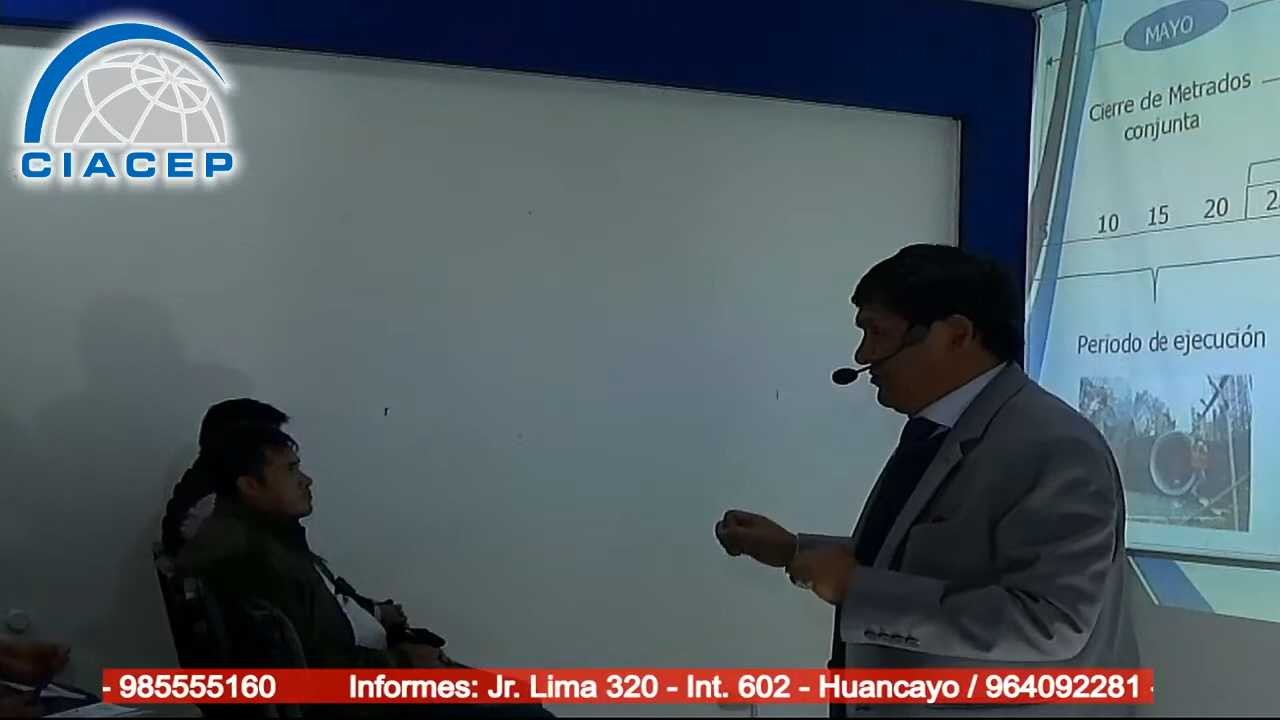 CIACEP
MAYO
Cierre de Metrados
conjunta
10 15 20
Periodo de ejecución
- 985555160 Informes: Jr. Lima 320 - Int. 602 - Huancayo / 964092281 -